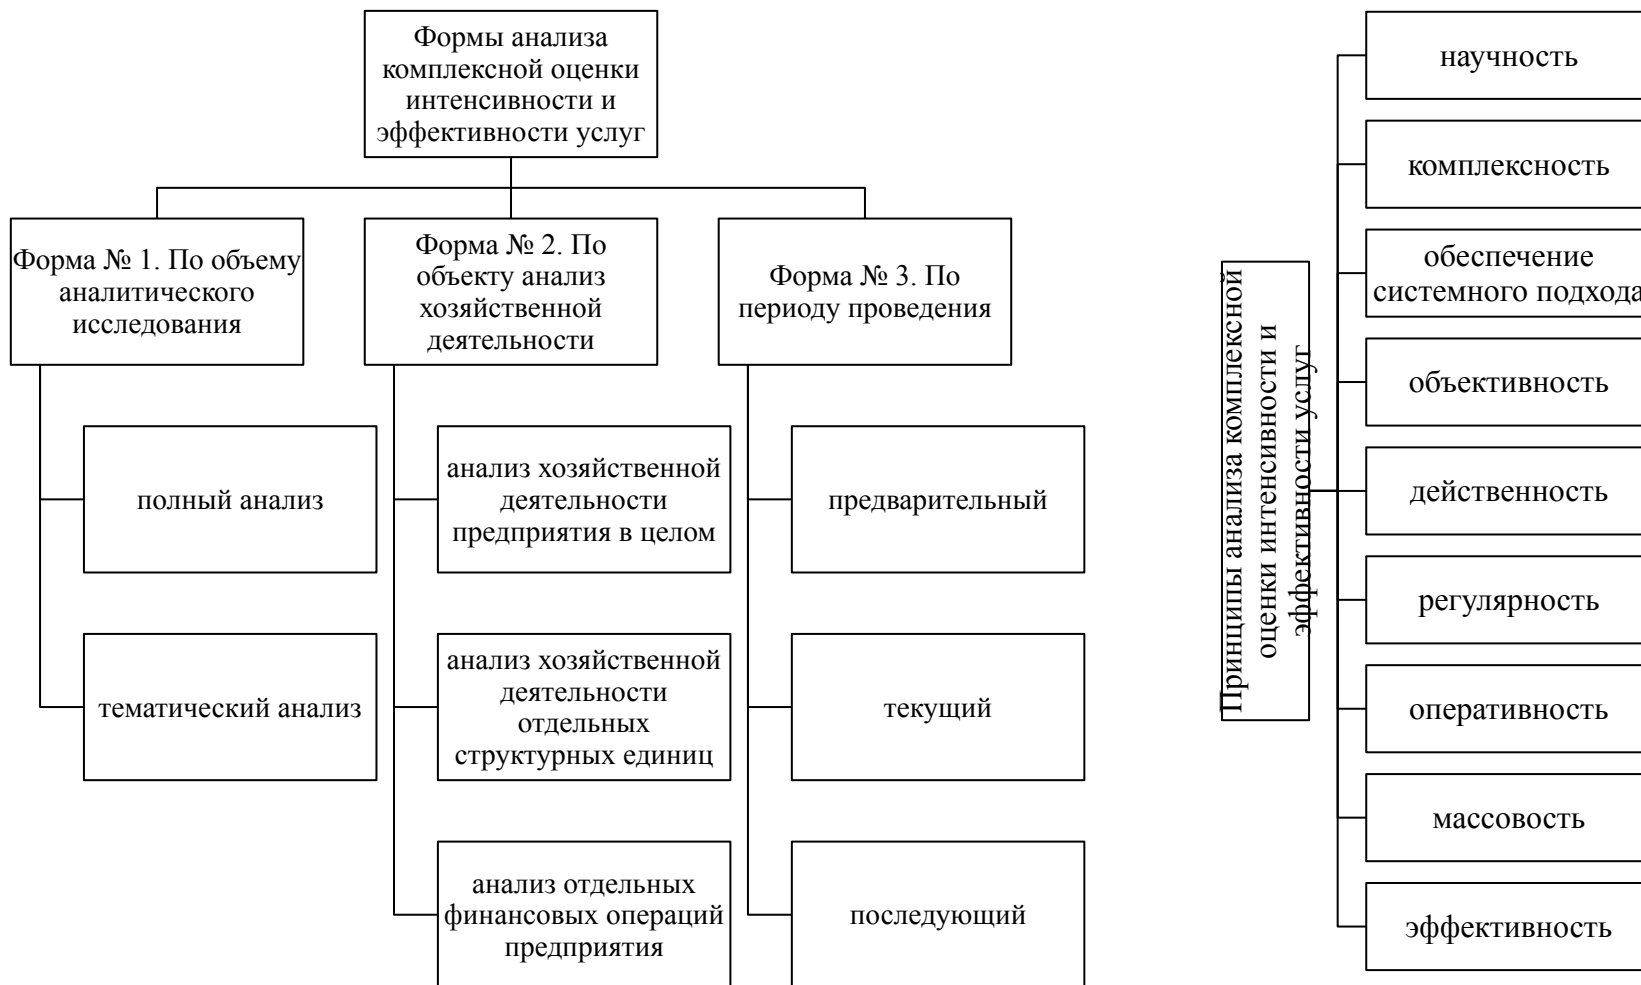 Формы анализа
комплексной оценки
интенсивности и
эффективности услуг
Форма № 1. По объему
аналитического
исследования
полный анализ
тематический анализ
Форма № 2. По
объекту анализ
хозяйственной
деятельности
анализ хозяйственной
деятельности
предприятия в целом
анализ хозяйственной
деятельности
отдельных
структурных единиц
анализ отдельных
финансовых операций
предприятия
Форма № 3. По
периоду проведения
предварительный
текущий
последующий
Принципы анализа комплексной
оценки интенсивности и
эффективности услуг
научность
комплексность
обеспечение
системного подхода
объективность
действенность
регулярность
оперативность
массовость
эффективность